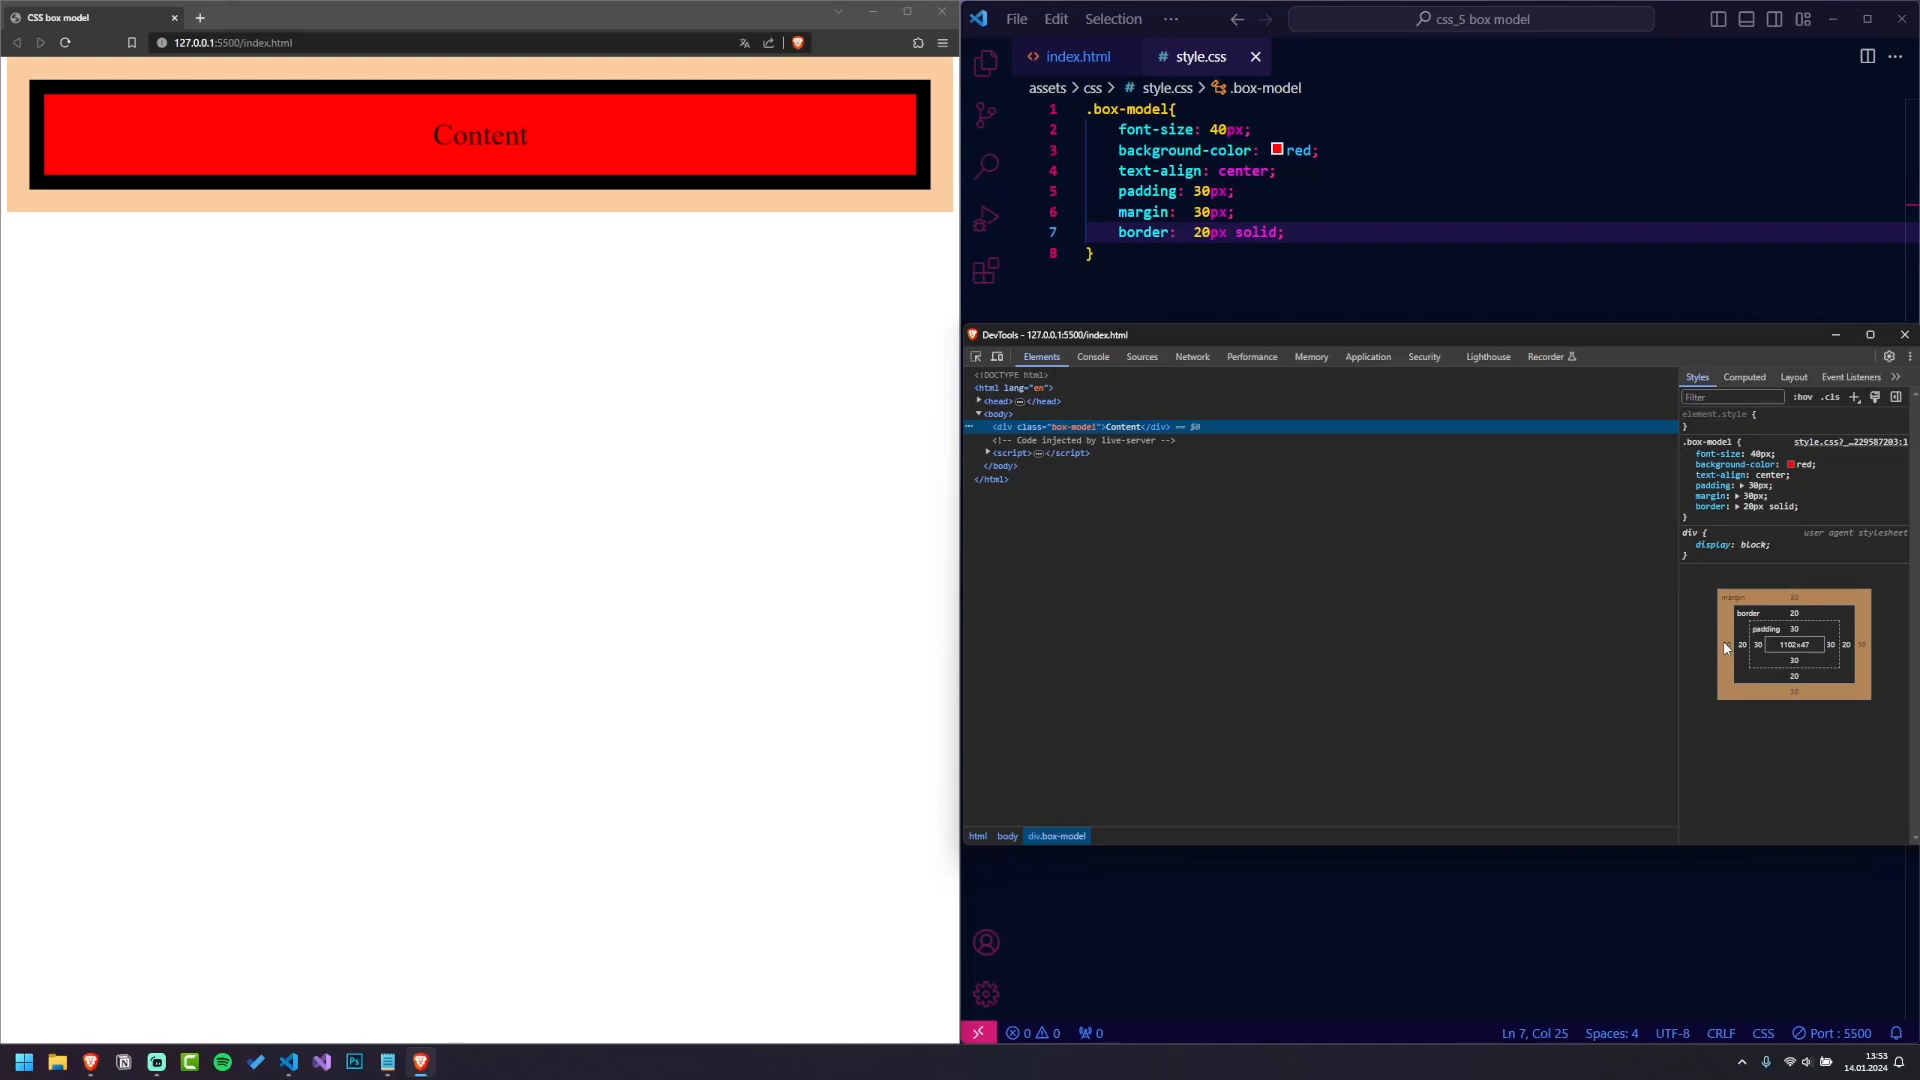 CSS box model
127.0.0.1:5500/index.html
Content
File Edit Selection
css_5 box model
index.html
# style.css
assets > css > # style.css > .box-model
1 .box-model{
2 font-size: 40px;
3 background-color: red;
4 text-align: center;
5 padding: 30px;
6 margin:  30px;
7 border:  20px solid;
8 }
DevTools - 127.0.0.1:5500/index.html
Elements Console Sources Network Performance Memory Application Security Lighthouse Recorder
<!DOCTYPE html>
<html lang="en">
<head> </head>
<body>
<div class="box-model">Content</div> == $0
<!-- Code injected by live-server -->
<script> </script>
</body>
</html>
html body div.box-model
Styles Computed Layout Event Listeners
Filter :hov .cls
element.style {
}
.box-model { style.css?_…229587203:1
font-size: 40px;
background-color: red;
text-align: center;
padding: 30px;
margin: 30px;
border: 20px solid;
}
div { user agent stylesheet
display: block;
}
margin 30
border 20
padding 30
20 30 1102×47 30 20 30
30
20
30
0 0 0
Ln 7, Col 25 Spaces: 4 UTF-8 CRLF CSS Port : 5500
13:53
14.01.2024